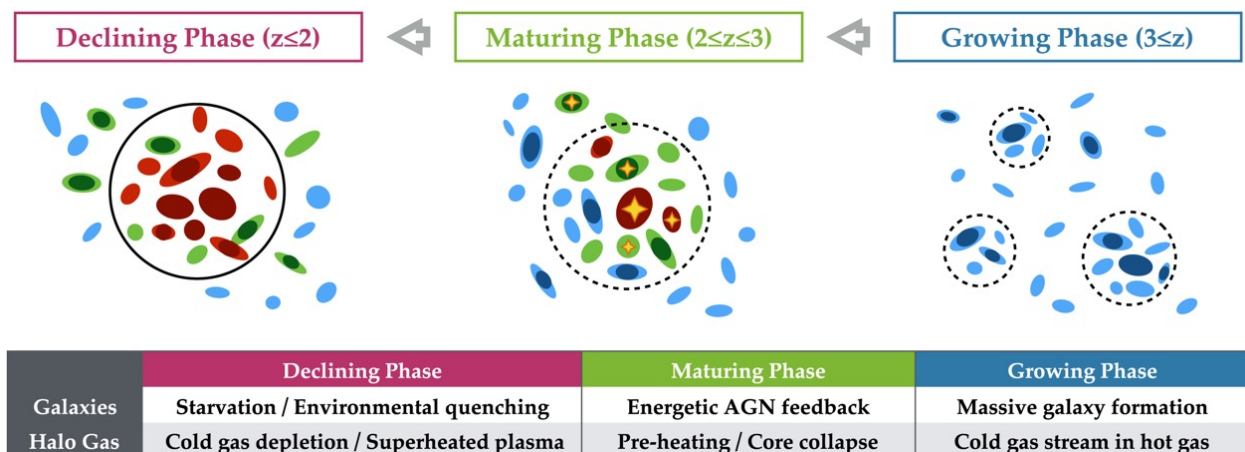 Declining Phase (z≤2)
Maturing Phase (2≤z≤3)
Growing Phase (3≤z)
Declining Phase
Maturing Phase
Growing Phase
Galaxies
Starvation / Environmental quenching
Energetic AGN feedback
Massive galaxy formation
Halo Gas
Cold gas depletion / Superheated plasma
Pre-heating / Core collapse
Cold gas stream in hot gas